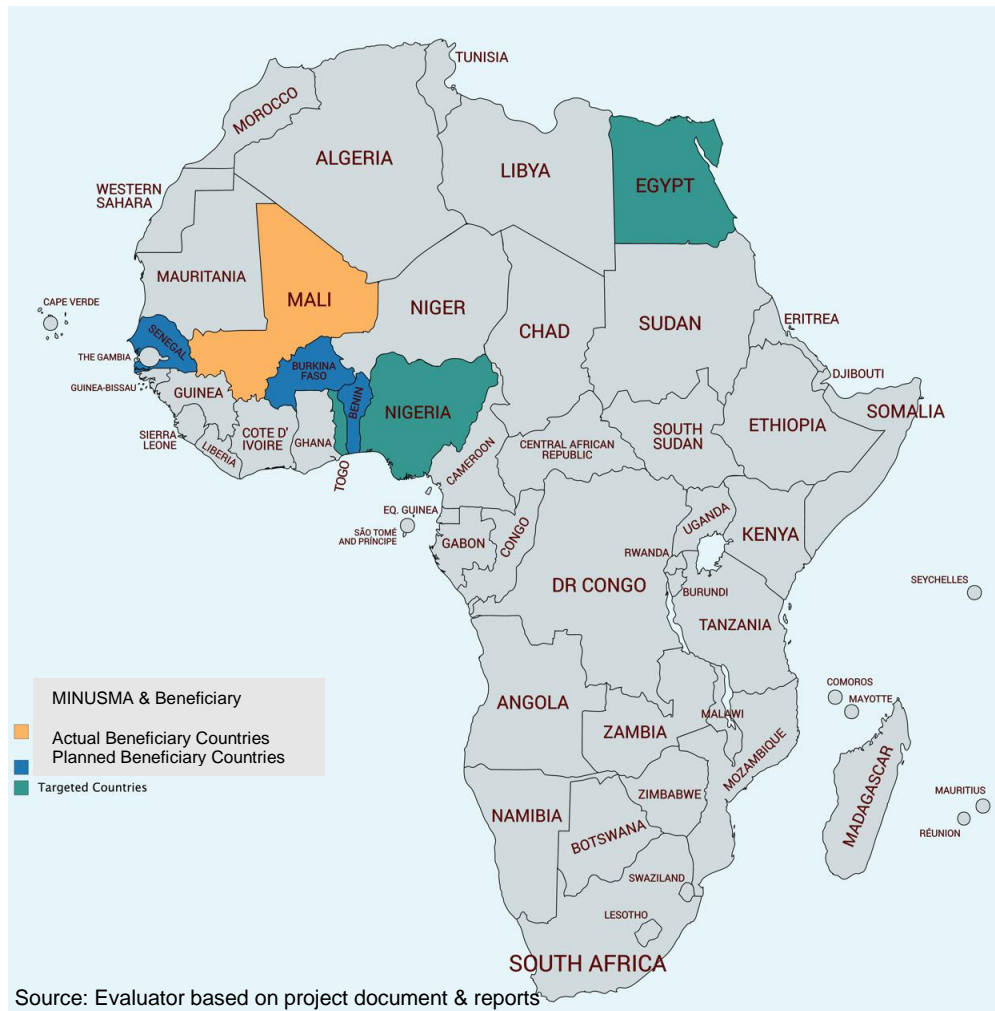 TUNISIA
MOROCCO
ALGERIA
LIBYA
EGYPT
WESTERN
SAHARA
MAURITANIA
MALI
NIGER
CHAD
SUDAN
ERITREA
CAPE VERDE
SENEGAL
THE GAMBIA
GUINEA-BISSAU
GUINEA
BURKINA
FASO
BENIN
NIGERIA
DJIBOUTI
SOMALIA
ETHIOPIA
SOUTH
SUDAN
SIERRA
LEONE
LIBERIA
COTE D'
IVOIRE
GHANA
TOGO
CAMEROON
CENTRAL AFRICAN
REPUBLIC
EQ. GUINEA
SÃO TOMÉ
AND PRÍNCIPE
GABON
CONGO
UGANDA
KENYA
RWANDA
DR CONGO
BURUNDI
TANZANIA
SEYCHELLES
ANGOLA
ZAMBIA
MALAWI
COMOROS
MAYOTTE
MOZAMBIQUE
MADAGASCAR
MAURITIUS
RÉUNION
NAMIBIA
ZIMBABWE
BOTSWANA
SWAZILAND
LESOTHO
SOUTH AFRICA
MINUSMA & Beneficiary
Actual Beneficiary Countries
Planned Beneficiary Countries
Targeted Countries
Source: Evaluator based on project document & reports